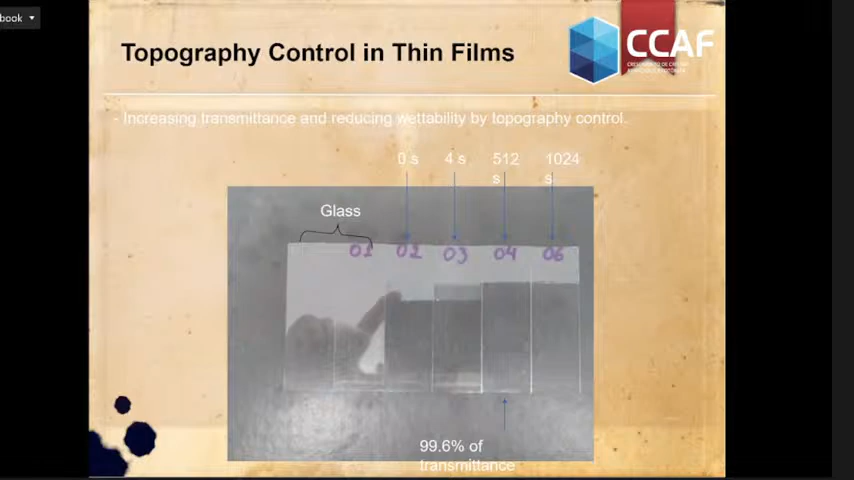 book
Topography Control in Thin Films
CCAF
- Increasing transmittance and reducing wettability by topography control.
0 s
4 s
512
s
1024
s
Glass
01
02
03
04
06
99.6% of
transmittance